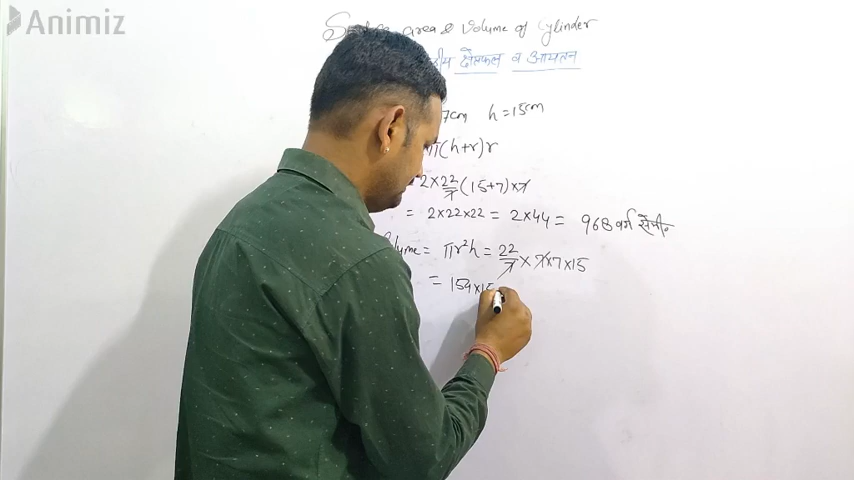 Animiz
area & Volume of Cylinder
क्षेत्रफल व आयतन
7cm h = 15cm
(h+r)r
2 × 22/7 (15+7) × 7
= 2×22×22 = 2×44 = 968 वर्ग सेमी॰
= πr²h = 22/7 × 7×7×15
= 154×15